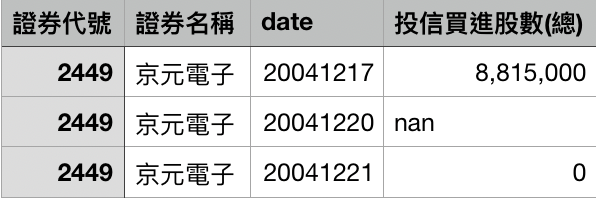 證券代號 證券名稱 date 投信買進股數(總)
2449 京元電子 20041217 8,815,000
2449 京元電子 20041220 nan
2449 京元電子 20041221 0